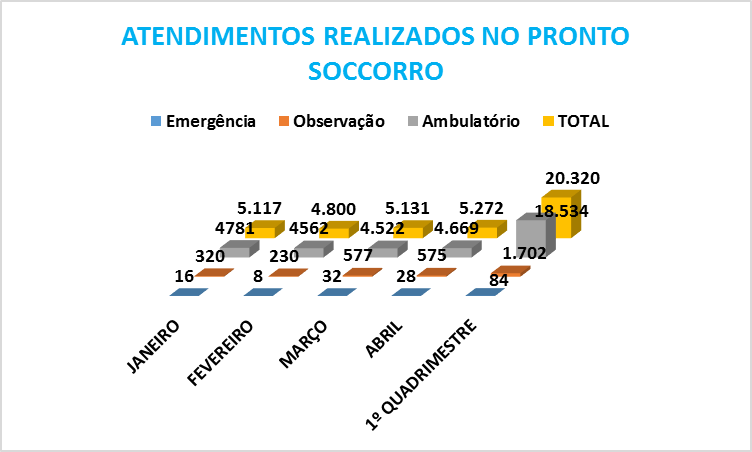 ATENDIMENTOS REALIZADOS NO PRONTO
SOCCORRO
Emergência Observação Ambulatório TOTAL
5.117 4.800 5.131 5.272 20.320
4781 4562 4.522 4.669 18.534
320 230 577 575 1.702
16 8 32 28 84
JANEIRO FEVEREIRO MARÇO ABRIL 1º QUADRIMESTRE